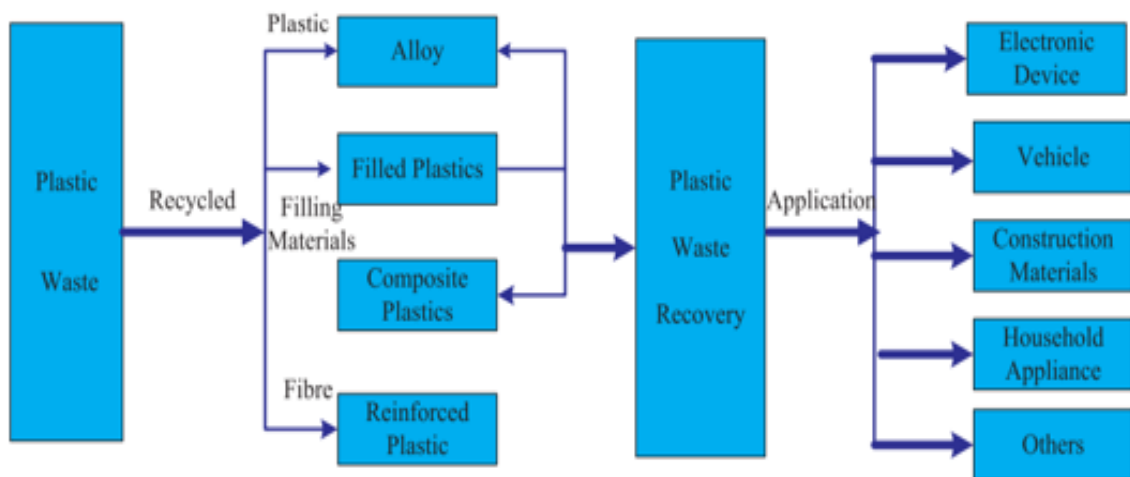 Plastic
Waste
Recycled
Plastic
Alloy
Filled Plastics
Filling
Materials
Composite
Plastics
Fibre
Reinforced
Plastic
Plastic
Waste
Recovery
Application
Electronic
Device
Vehicle
Construction
Materials
Household
Appliance
Others